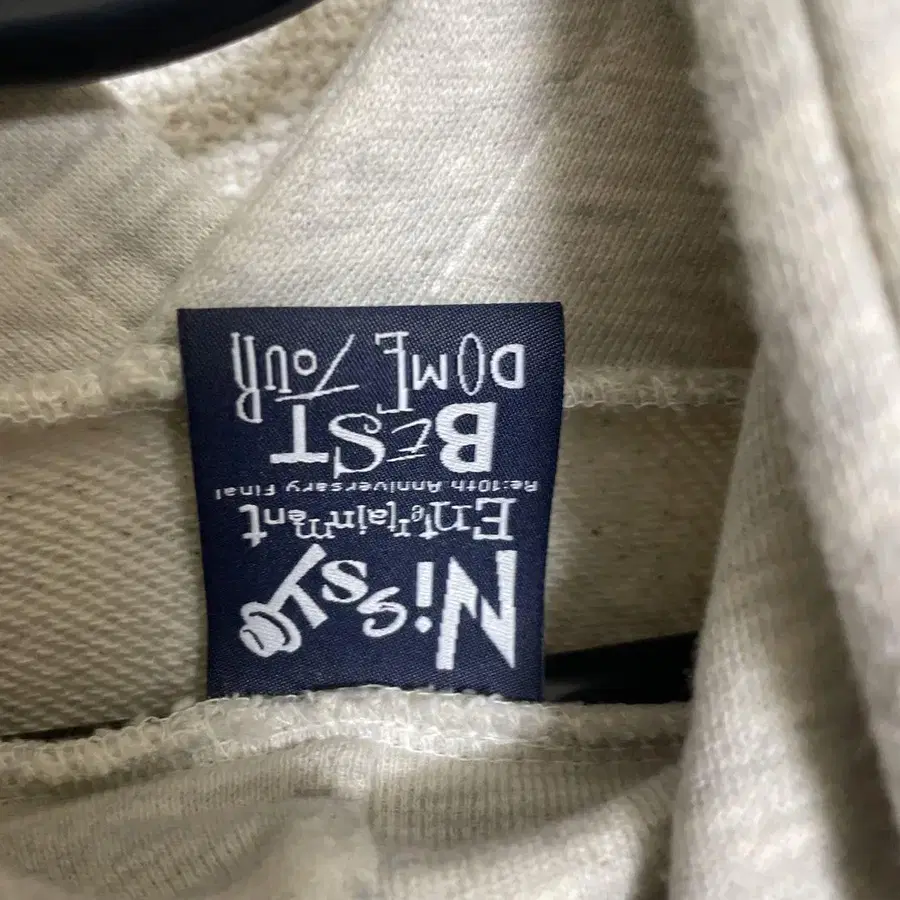 Nissy
Entertainment
Re:10th Anniversary Final
BEST
DOME TOUR